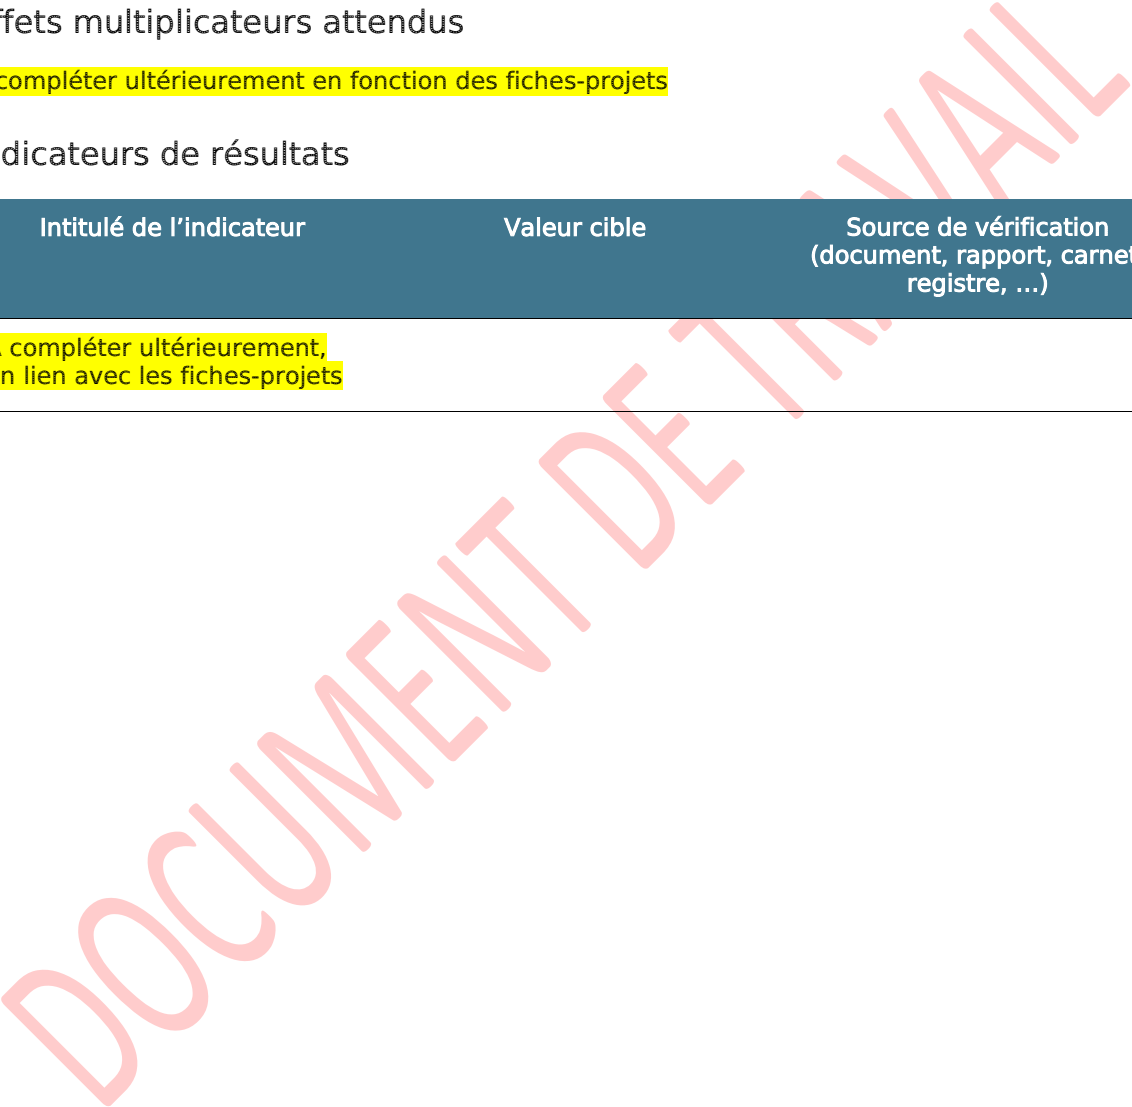 ffets multiplicateurs attendus
compléter ultérieurement en fonction des fiches-projets
dicateurs de résultats
Intitulé de l’indicateur
Valeur cible
Source de vérification
(document, rapport, carnet
registre, …)
compléter ultérieurement,
n lien avec les fiches-projets
DOCUMENT DE TRAVAIL